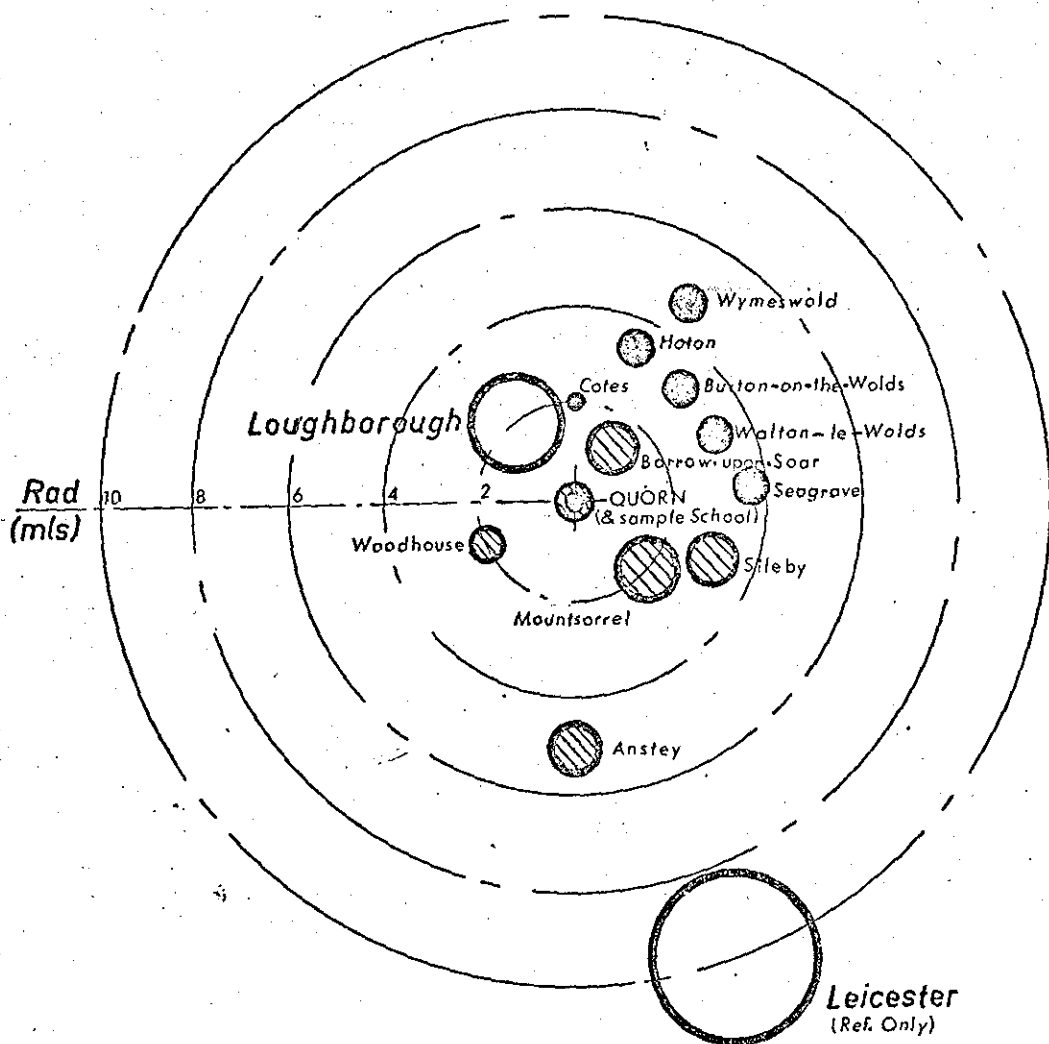 Wymeswold
Hoton
Cotes
Burton-on-the-Wolds
Loughborough
Walton-le-Wolds
Barrow-upon-Soar
Rad
(mls)
10 8 6 4 2
QUORN
(& sample School)
Seagrave
Woodhouse
Sileby
Mountsorrel
Anstey
Leicester
(Ref. Only)